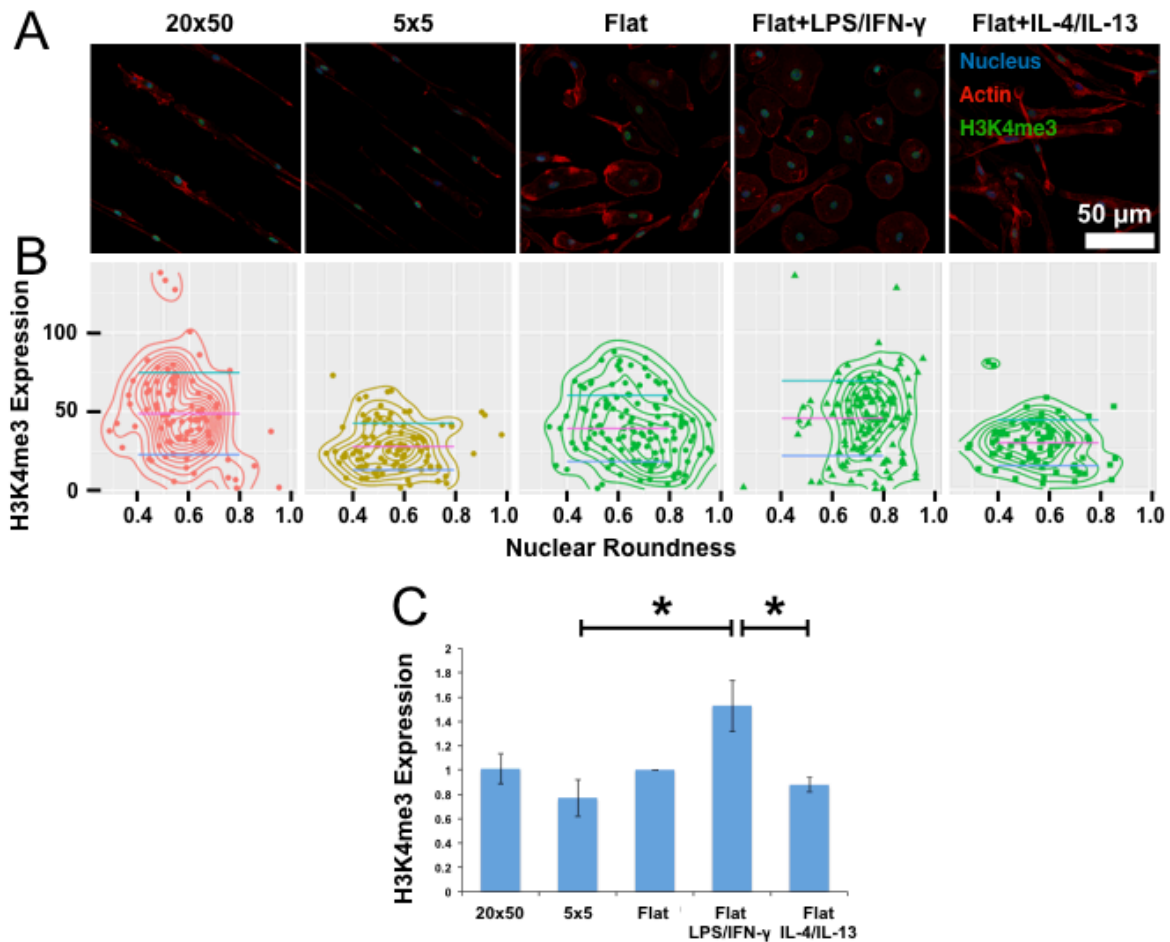 A
20x50 5x5 Flat Flat+LPS/IFN-γ Flat+IL-4/IL-13
Nucleus
Actin
H3K4me3
50 µm
B
H3K4me3 Expression
100
50
0
0.4 0.6 0.8 1.0 0.4 0.6 0.8 1.0 0.4 0.6 0.8 1.0 0.4 0.6 0.8 1.0 0.4 0.6 0.8 1.0
Nuclear Roundness
C
* *
H3K4me3 Expression
2
1.8
1.6
1.4
1.2
1
0.8
0.6
0.4
0.2
0
20x50 5x5 Flat Flat Flat
LPS/IFN-γ IL-4/IL-13